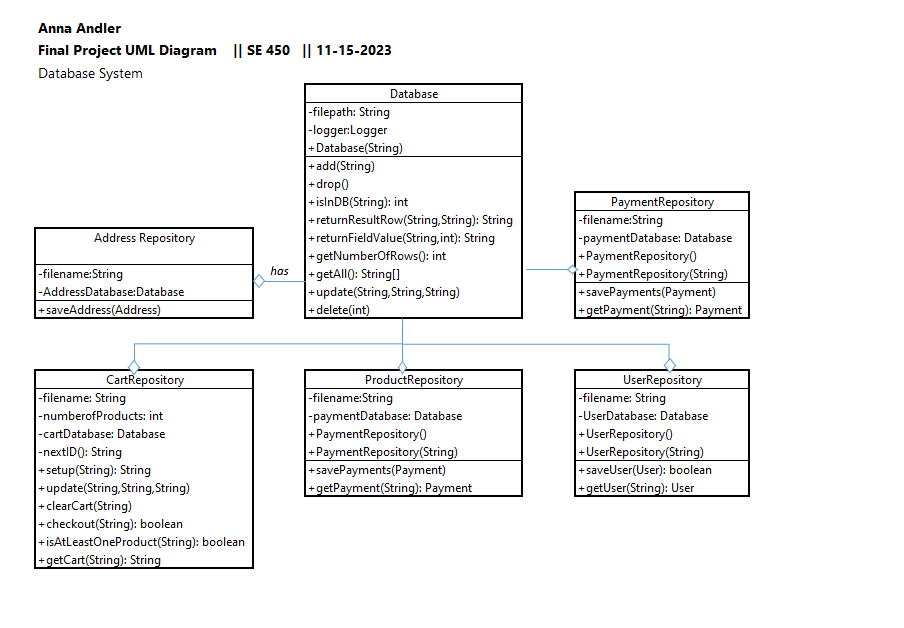 Anna Andler
Final Project UML Diagram || SE 450 || 11-15-2023
Database System
Database
-filepath: String
-logger:Logger
+Database(String)
+add(String)
+drop()
+isInDB(String): int
+returnResultRow(String,String): String
+returnFieldValue(String,int): String
+getNumberOfRows(): int
+getAll(): String[]
+update(String,String,String)
+delete(int)
Address Repository
-filename:String
-AddressDatabase:Database
+saveAddress(Address)
has
PaymentRepository
-filename:String
-paymentDatabase: Database
+PaymentRepository()
+PaymentRepository(String)
+savePayments(Payment)
+getPayment(String): Payment
CartRepository
-filename: String
-numberofProducts: int
-cartDatabase: Database
-nextID(): String
+setup(String): String
+update(String,String,String)
+clearCart(String)
+checkout(String): boolean
+isAtLeastOneProduct(String): boolean
+getCart(String): String
ProductRepository
-filename:String
-paymentDatabase: Database
+PaymentRepository()
+PaymentRepository(String)
+savePayments(Payment)
+getPayment(String): Payment
UserRepository
-filename: String
-UserDatabase: Database
+UserRepository()
+UserRepository(String)
+saveUser(User): boolean
+getUser(String): User